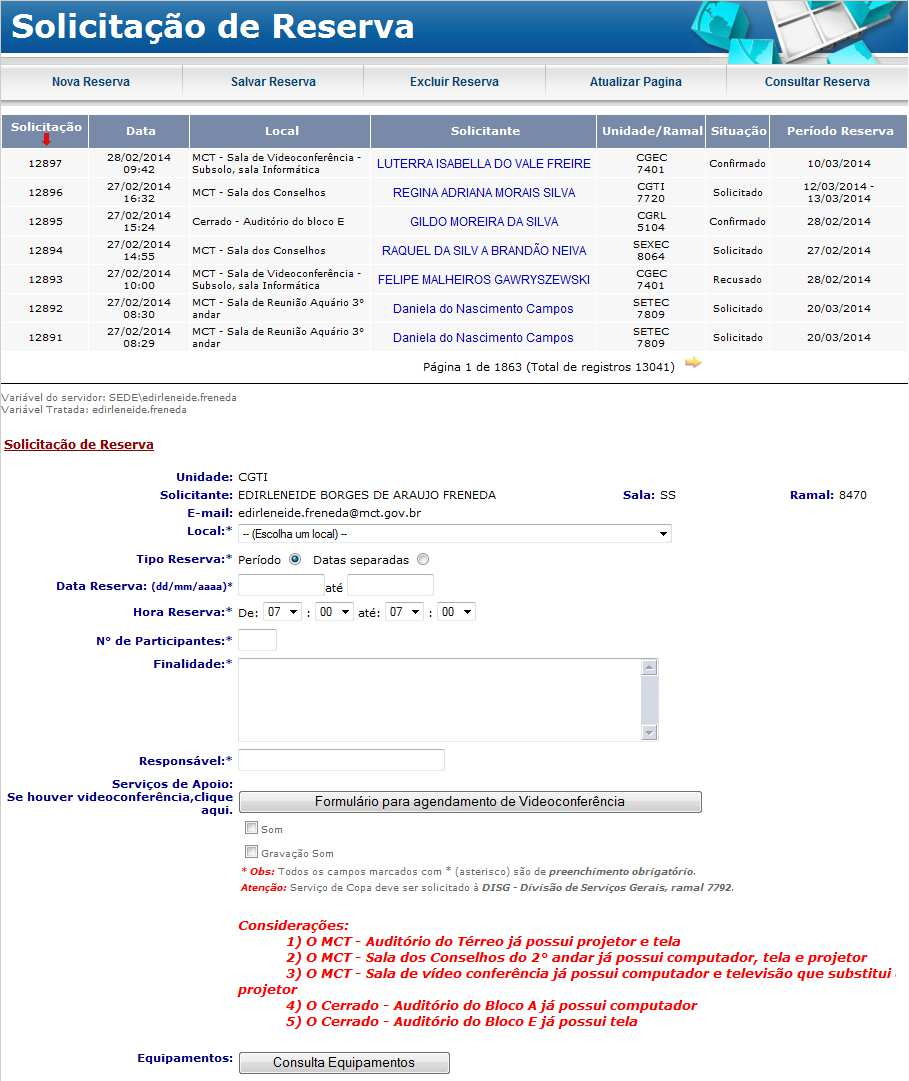 Solicitação de Reserva
Nova Reserva Salvar Reserva Excluir Reserva Atualizar Pagina Consultar Reserva
Solicitação Data Local Solicitante Unidade/Ramal Situação Período Reserva
12897 28/02/2014 09:42 MCT - Sala de Videoconferência - Subsolo, sala Informática LUTERRA ISABELLA DO VALE FREIRE CGEC 7401 Confirmado 10/03/2014
12896 27/02/2014 16:32 MCT - Sala dos Conselhos REGINA ADRIANA MORAIS SILVA CGTI 7720 Solicitado 12/03/2014 - 13/03/2014
12895 27/02/2014 15:24 Cerrado - Auditório do bloco E GILDO MOREIRA DA SILVA CGRL 5104 Confirmado 28/02/2014
12894 27/02/2014 14:55 MCT - Sala dos Conselhos RAQUEL DA SILV A BRANDÃO NEIVA SEXEC 8064 Solicitado 27/02/2014
12893 27/02/2014 10:00 MCT - Sala de Videoconferência - Subsolo, sala Informática FELIPE MALHEIROS GAWRYSZEWSKI CGEC 7401 Recusado 28/02/2014
12892 27/02/2014 08:30 MCT - Sala de Reunião Aquário 3° andar Daniela do Nascimento Campos SETEC 7809 Solicitado 20/03/2014
12891 27/02/2014 08:29 MCT - Sala de Reunião Aquário 3° andar Daniela do Nascimento Campos SETEC 7809 Solicitado 20/03/2014
Página 1 de 1863 (Total de registros 13041)
Variável do servidor: SEDE\edirleneide.freneda
Variável Tratada: edirleneide.freneda
Solicitação de Reserva
Unidade: CGTI
Solicitante: EDIRLENEIDE BORGES DE ARAUJO FRENEDA Sala: SS Ramal: 8470
E-mail: edirleneide.freneda@mct.gov.br
Local:* -- (Escolha um local) --
Tipo Reserva:* Período Datas separadas
Data Reserva: (dd/mm/aaaa)* até
Hora Reserva:* De: 07 : 00 até: 07 : 00
N° de Participantes:*
Finalidade:*
Responsável:*
Serviços de Apoio:
Se houver videoconferência,clique
aqui.
Formulário para agendamento de Videoconferência
Som
Gravação Som
* Obs: Todos os campos marcados com * (asterisco) são de preenchimento obrigatório.
Atenção: Serviço de Copa deve ser solicitado à DISG - Divisão de Serviços Gerais, ramal 7792.
Considerações:
1) O MCT - Auditório do Térreo já possui projetor e tela
2) O MCT - Sala dos Conselhos do 2° andar já possui computador, tela e projetor
3) O MCT - Sala de vídeo conferência já possui computador e televisão que substitui
projetor
4) O Cerrado - Auditório do Bloco A já possui computador
5) O Cerrado - Auditório do Bloco E já possui tela
Equipamentos: Consulta Equipamentos